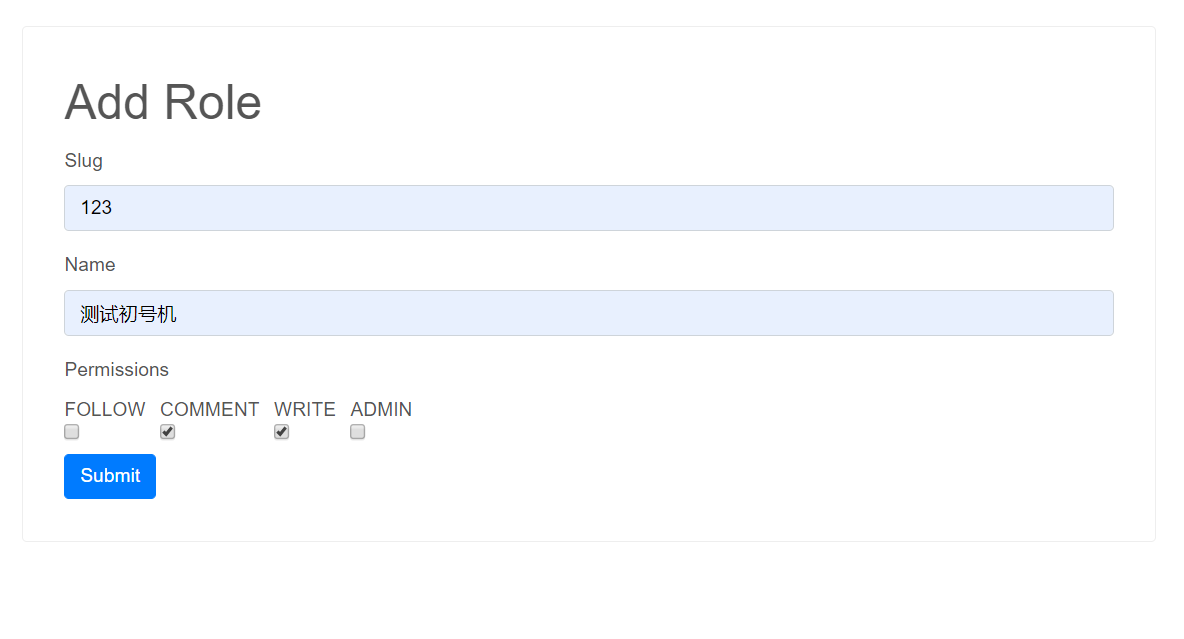 Add Role
Slug
123
Name
测试初号机
Permissions
FOLLOW COMMENT WRITE ADMIN
Submit